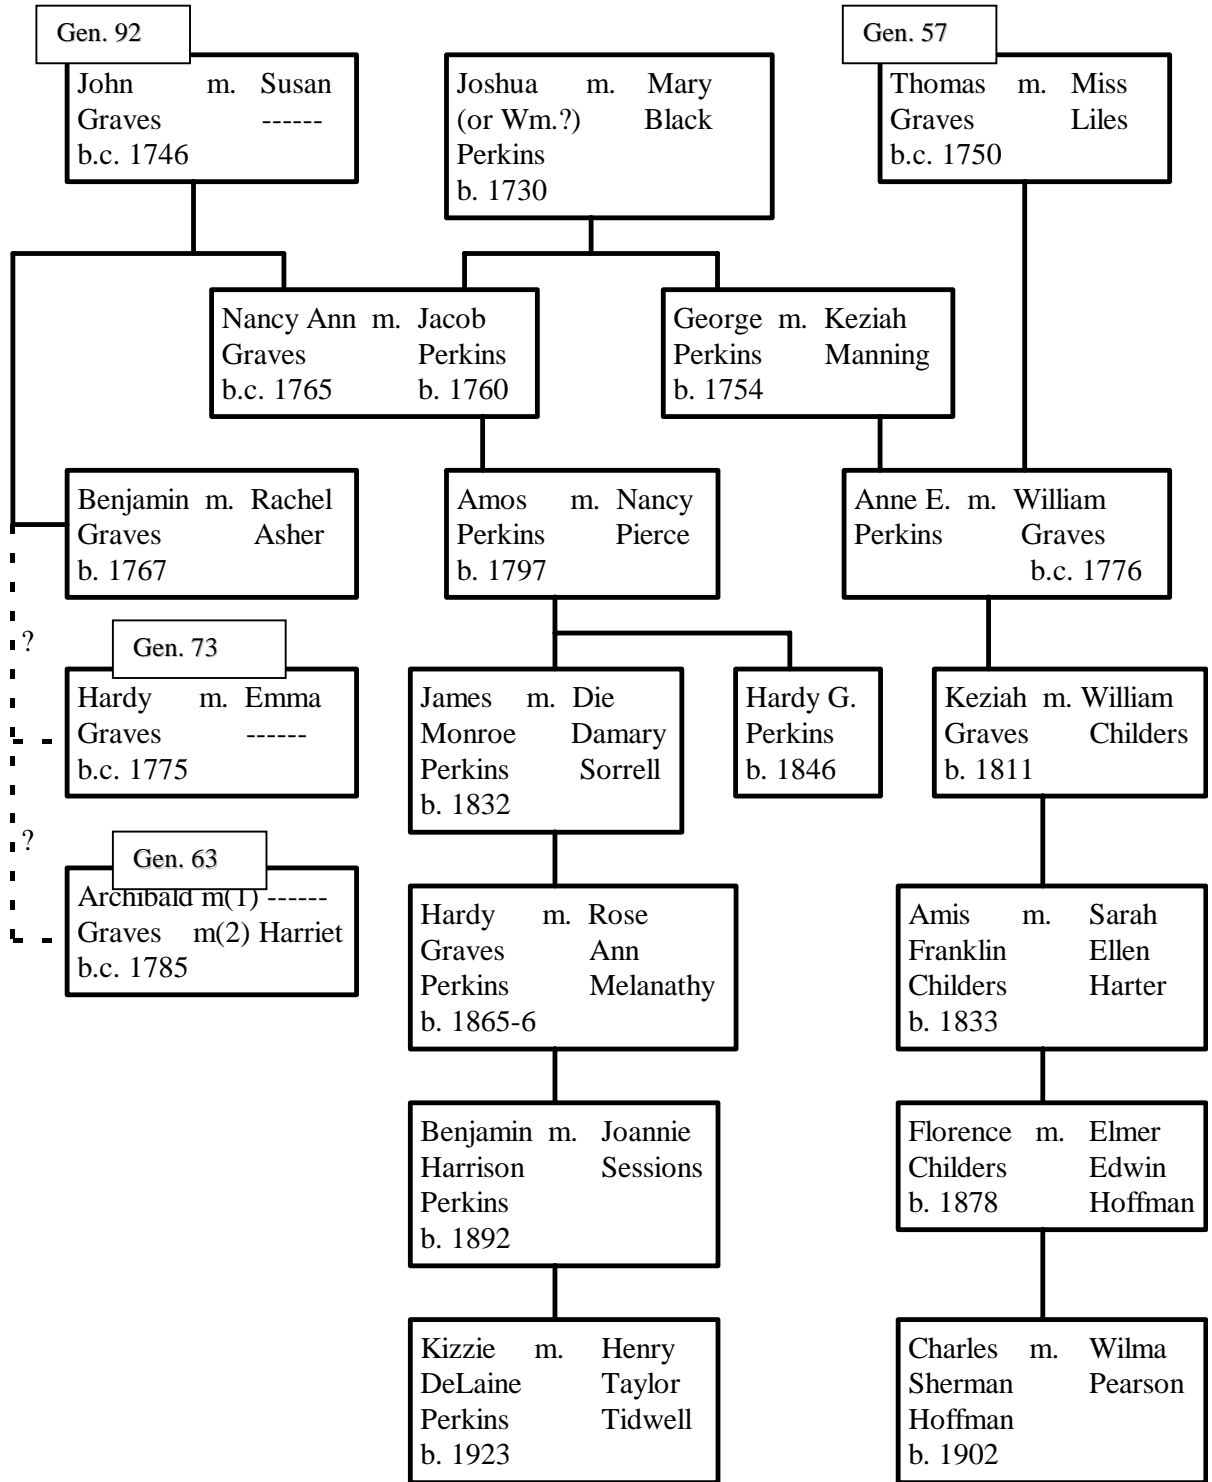 Gen. 92
John m. Susan
Graves ------
b.c. 1746
Joshua m. Mary
(or Wm.?) Black
Perkins
b. 1730
Gen. 57
Thomas m. Miss
Graves Liles
b.c. 1750
Nancy Ann m. Jacob
Graves Perkins
b.c. 1765 b. 1760
George m. Keziah
Perkins Manning
b. 1754
Benjamin m. Rachel
Graves Asher
b. 1767
Amos m. Nancy
Perkins Pierce
b. 1797
Anne E. m. William
Perkins Graves
b.c. 1776
?
Gen. 73
Hardy m. Emma
Graves ------
b.c. 1775
James m. Die
Monroe Damary
Perkins Sorrell
b. 1832
Hardy G.
Perkins
b. 1846
Keziah m. William
Graves Childers
b. 1811
?
Gen. 63
Archibald m(1) ------
Graves m(2) Harriet
b.c. 1785
Hardy m. Rose
Graves Ann
Perkins Melanathy
b. 1865-6
Amis m. Sarah
Franklin Ellen
Childers Harter
b. 1833
Benjamin m. Joannie
Harrison Sessions
Perkins
b. 1892
Florence m. Elmer
Childers Edwin
b. 1878 Hoffman
Kizzie m. Henry
DeLaine Taylor
Perkins Tidwell
b. 1923
Charles m. Wilma
Sherman Pearson
Hoffman
b. 1902